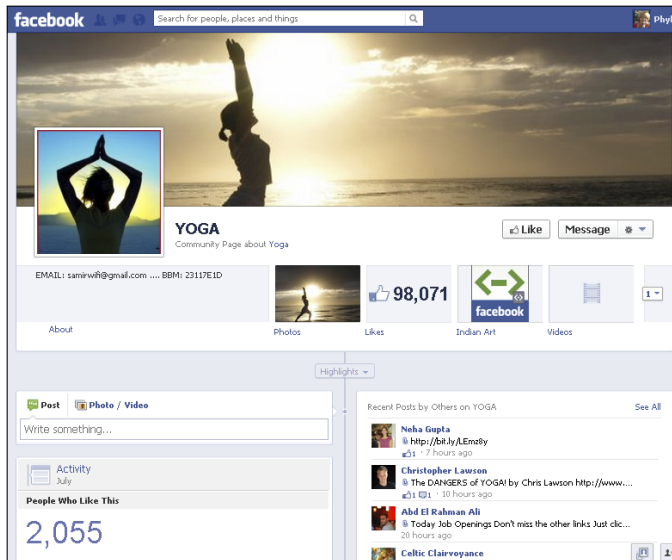 facebook
Search for people, places and things
Phyl
YOGA
Community Page about Yoga
Like
Message
EMAIL: samirwifi@gmail.com .... BBM: 23117E1D
98,071
facebook
1
About
Photos
Likes
Indian Art
Videos
Highlights
Post
Photo / Video
Write something...
Activity
July
People Who Like This
2,055
Recent Posts by Others on YOGA
See All
Neha Gupta
http://bit.ly/LEmz8y
1 · 7 hours ago
Christopher Lawson
The DANGERS of YOGA! by Chris Lawson http://www....
1 1 · 10 hours ago
Abd El Rahman Ali
Today Job Openings Don't miss the other links Just clic...
20 hours ago
Celtic Clairvoyance